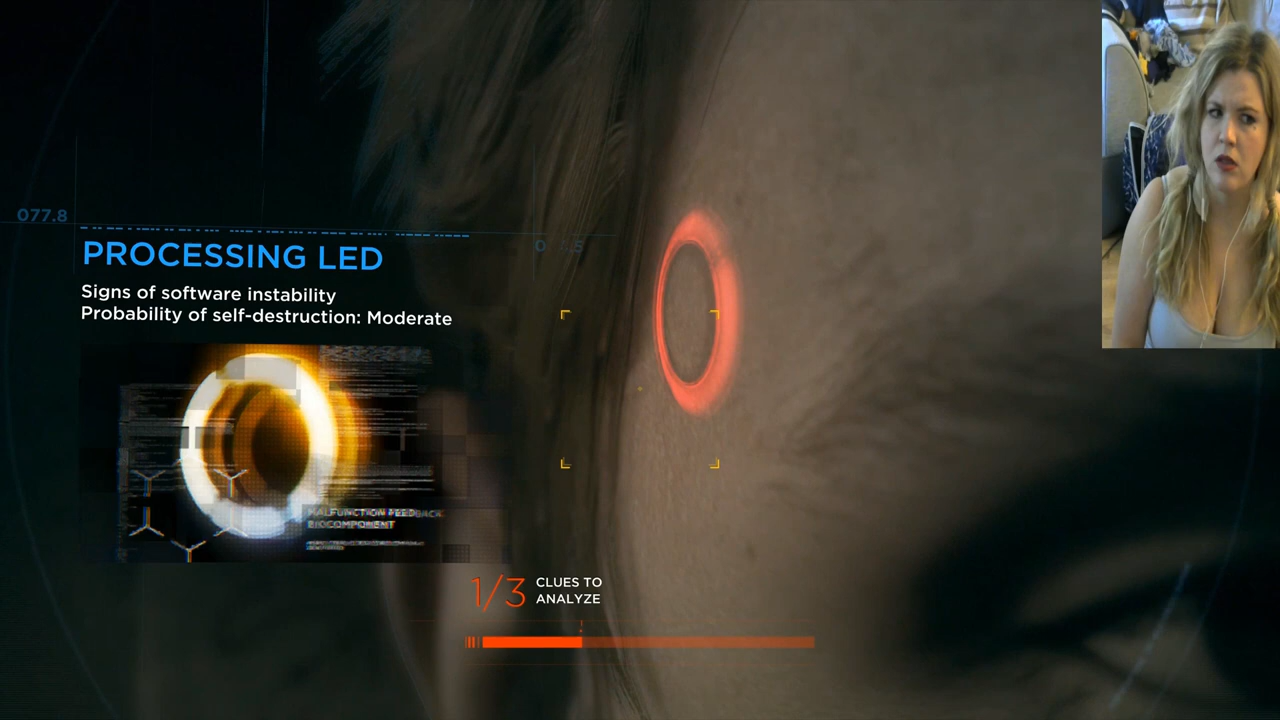 077.8
PROCESSING LED
Signs of software instability
Probability of self-destruction: Moderate
MALFUNCTION FEEDBACK
BIOCOMPONENT
1/3
CLUES TO
ANALYZE